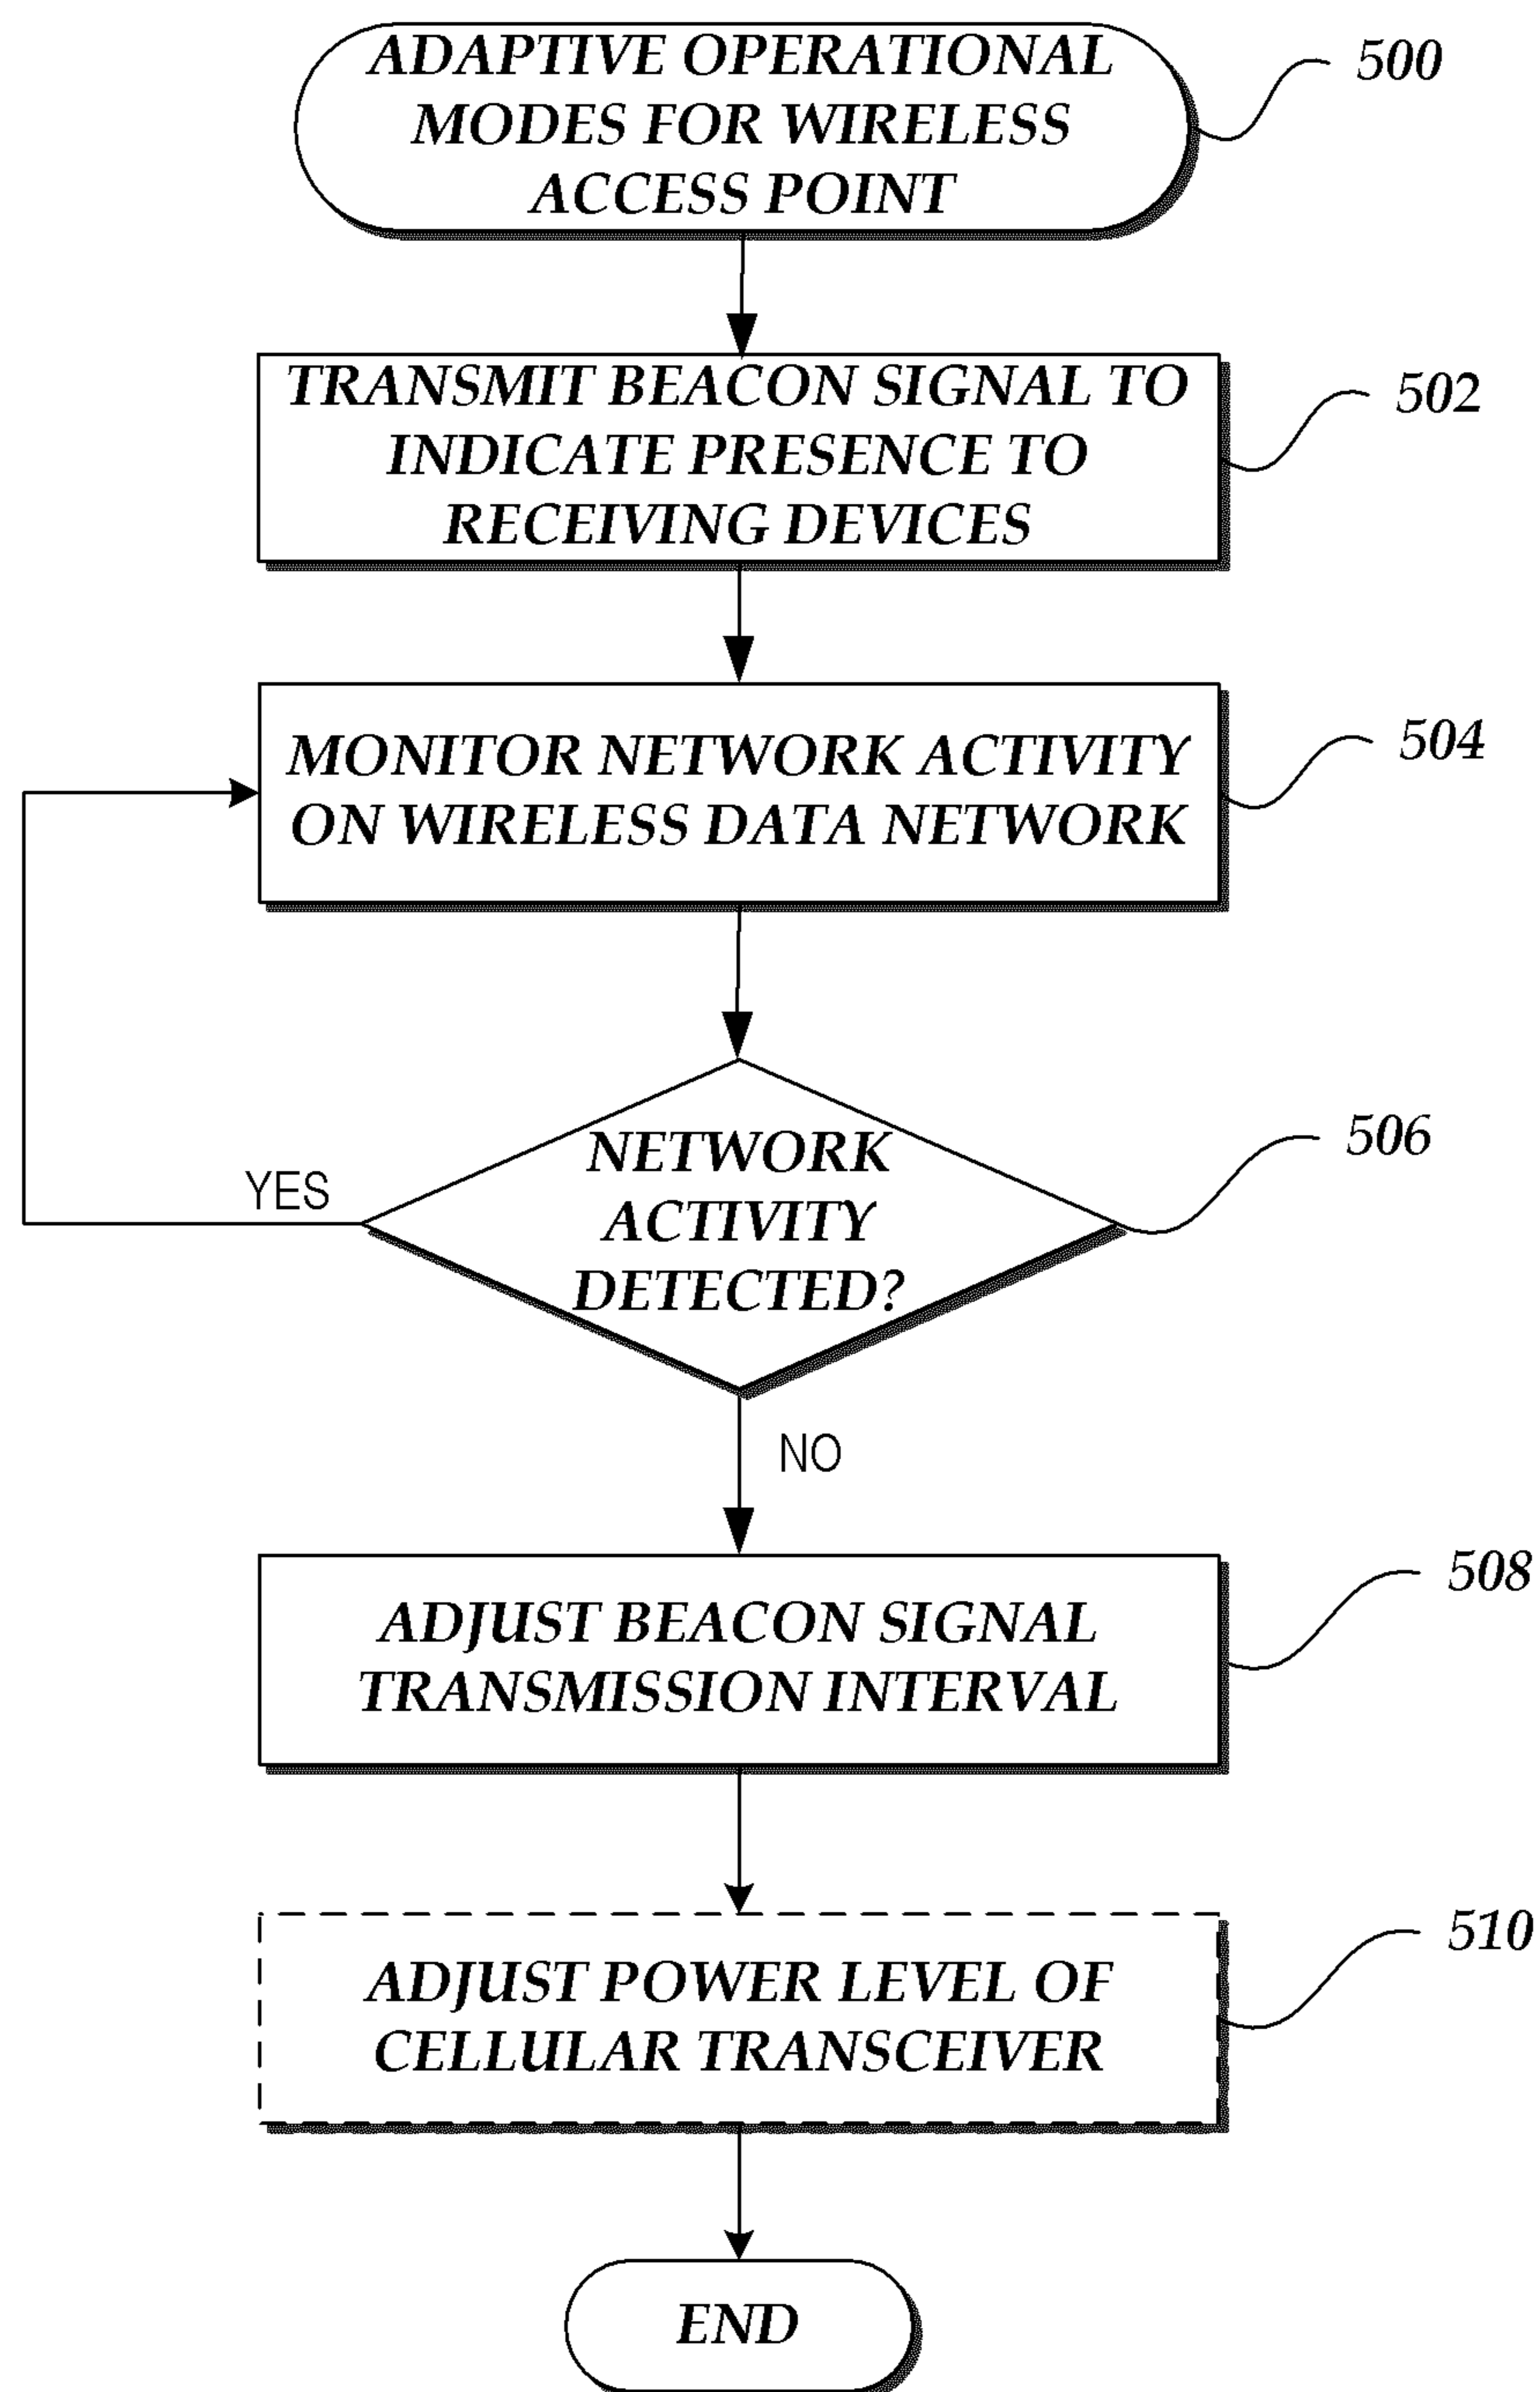 ADAPTIVE OPERATIONAL
MODES FOR WIRELESS
ACCESS POINT
500
TRANSMIT BEACON SIGNAL TO
INDICATE PRESENCE TO
RECEIVING DEVICES
502
MONITOR NETWORK ACTIVITY
ON WIRELESS DATA NETWORK
504
NETWORK
ACTIVITY
DETECTED?
506
YES
NO
ADJUST BEACON SIGNAL
TRANSMISSION INTERVAL
508
ADJUST POWER LEVEL OF
CELLULAR TRANSCEIVER
510
END